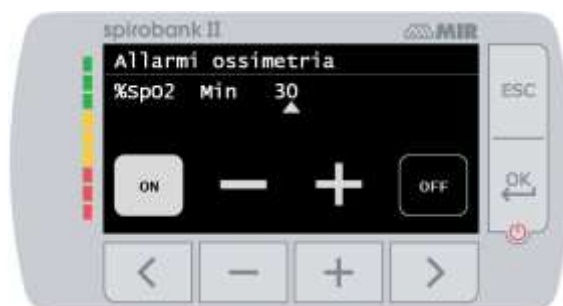 spirobank II MIR
Allarmi ossimetria
%SpO2 Min 30
ESC
ON − + OFF
OK
< − + >